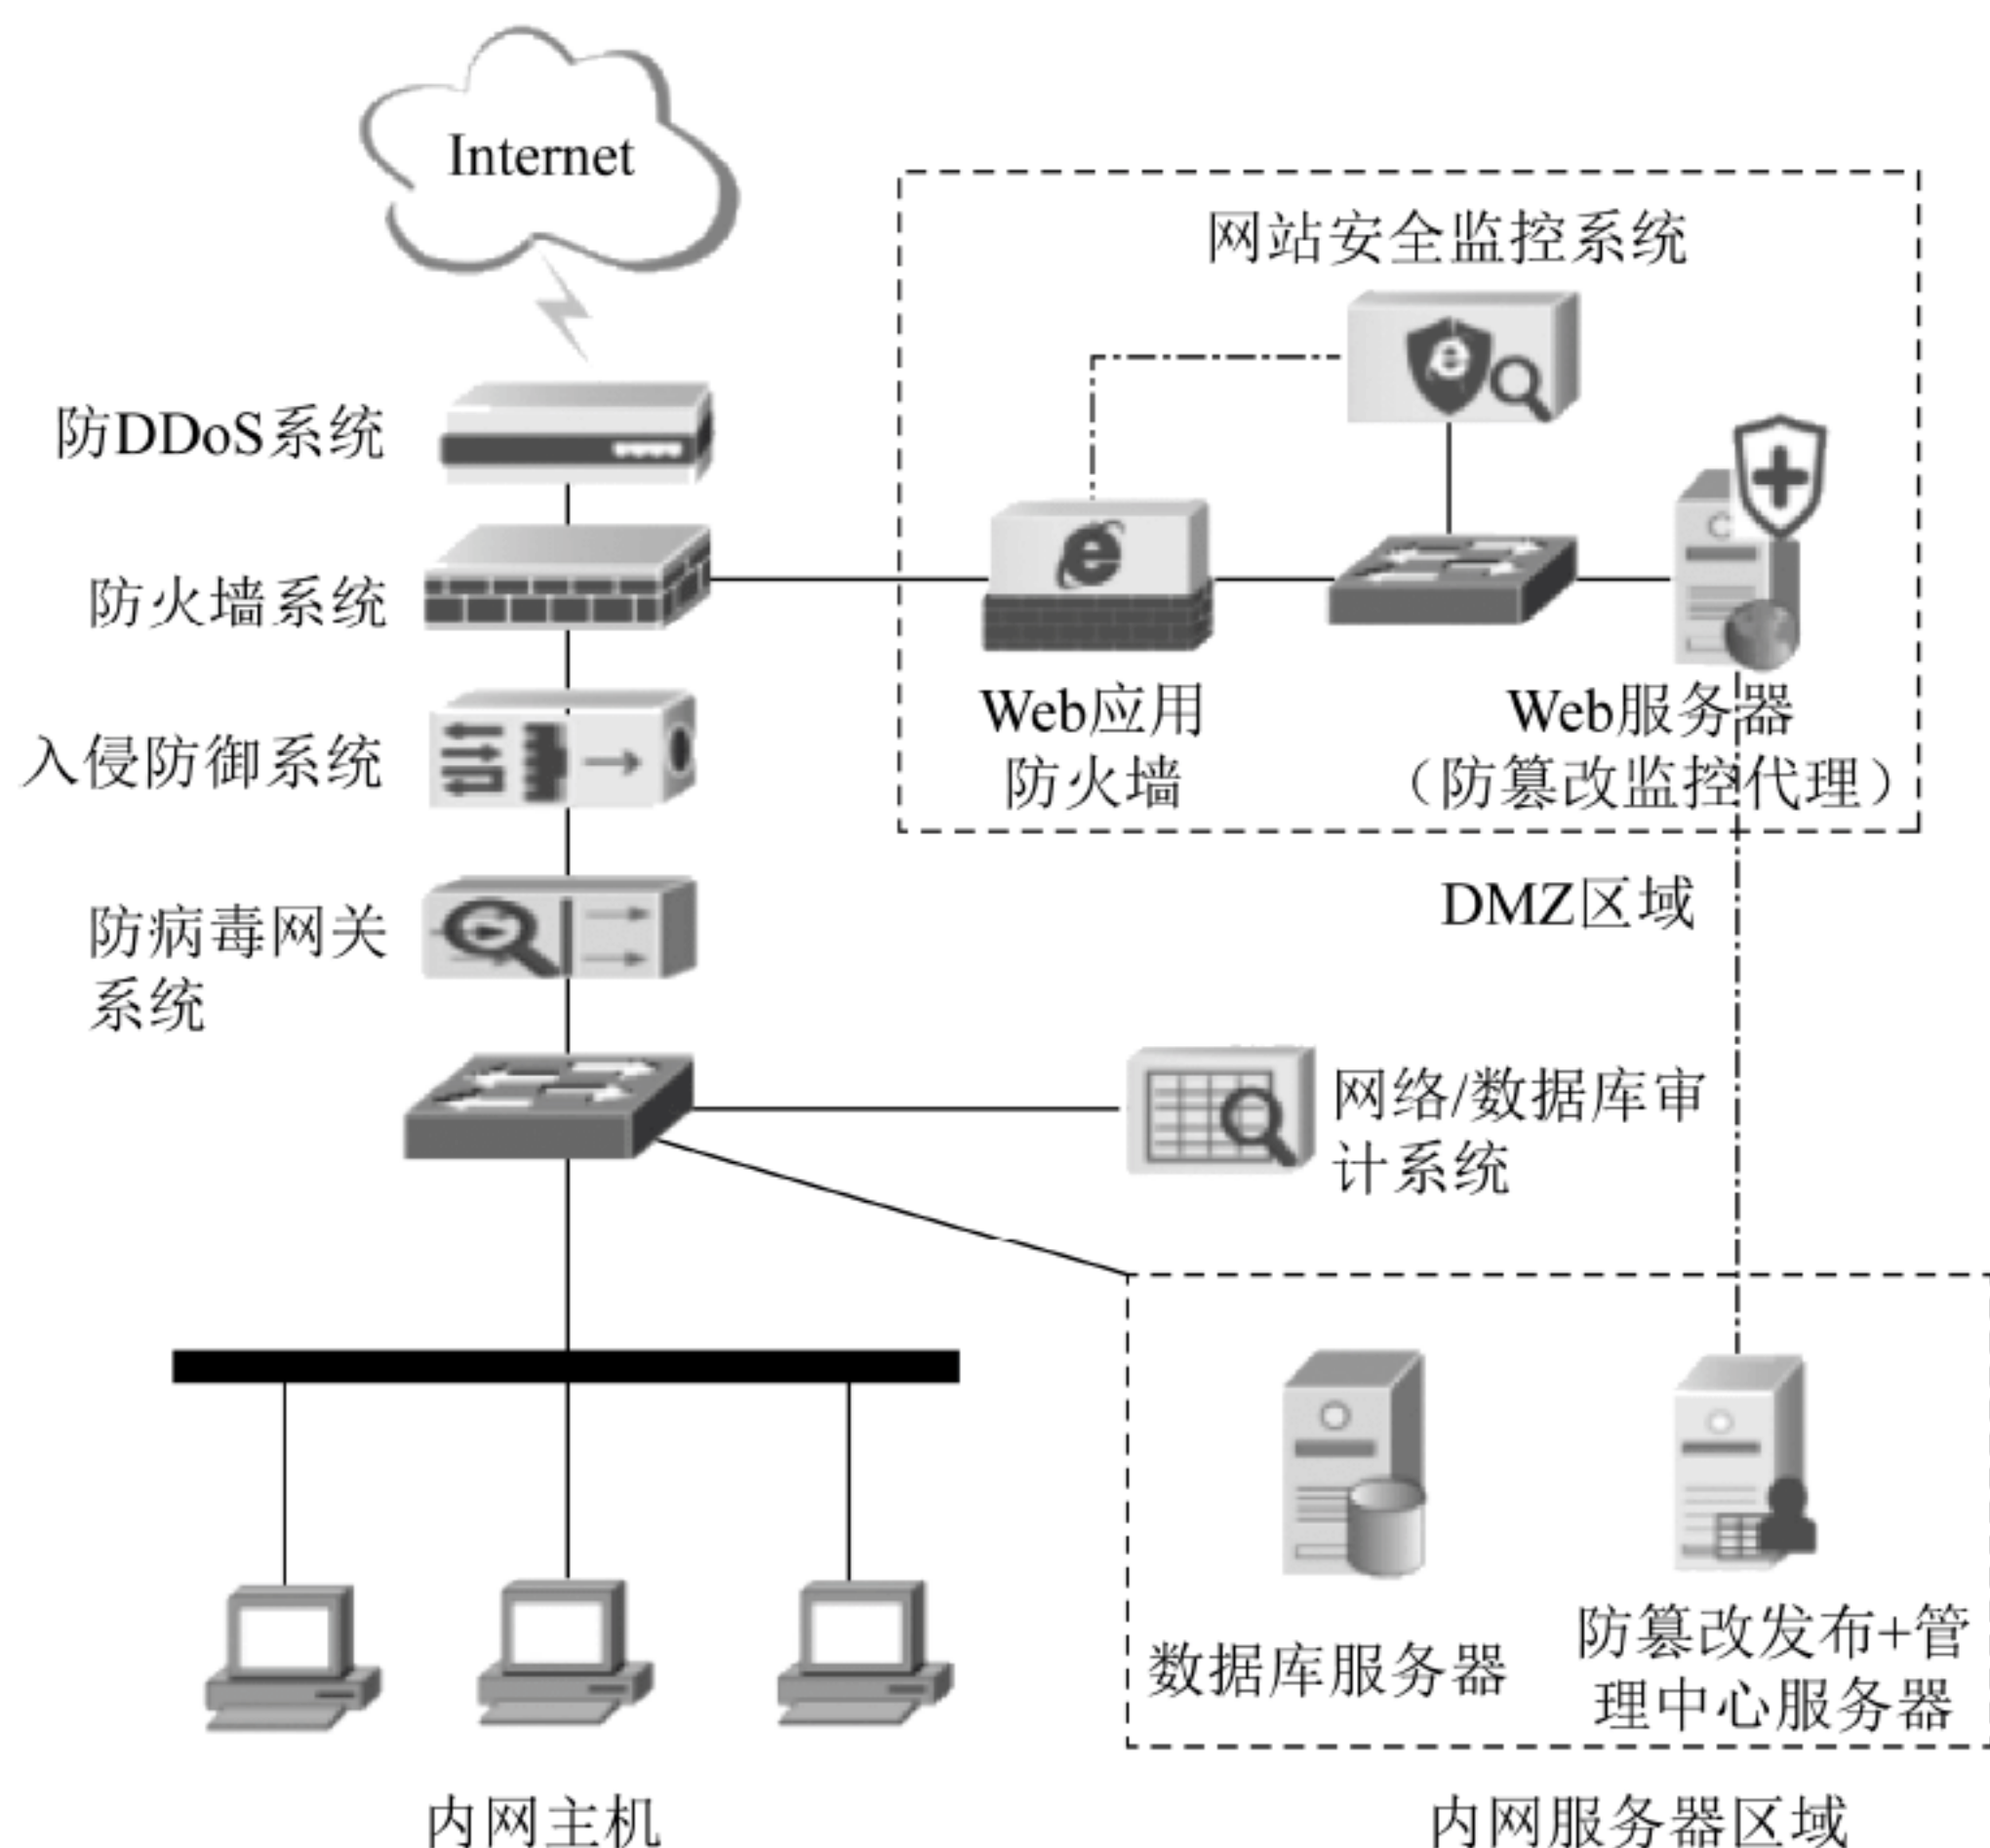 Internet
网站安全监控系统
防DDoS系统
防火墙系统
Web应用
防火墙
Web服务器
（防篡改监控代理）
入侵防御系统
DMZ区域
防病毒网关
系统
网络/数据库审
计系统
数据库服务器
防篡改发布+管
理中心服务器
内网主机
内网服务器区域